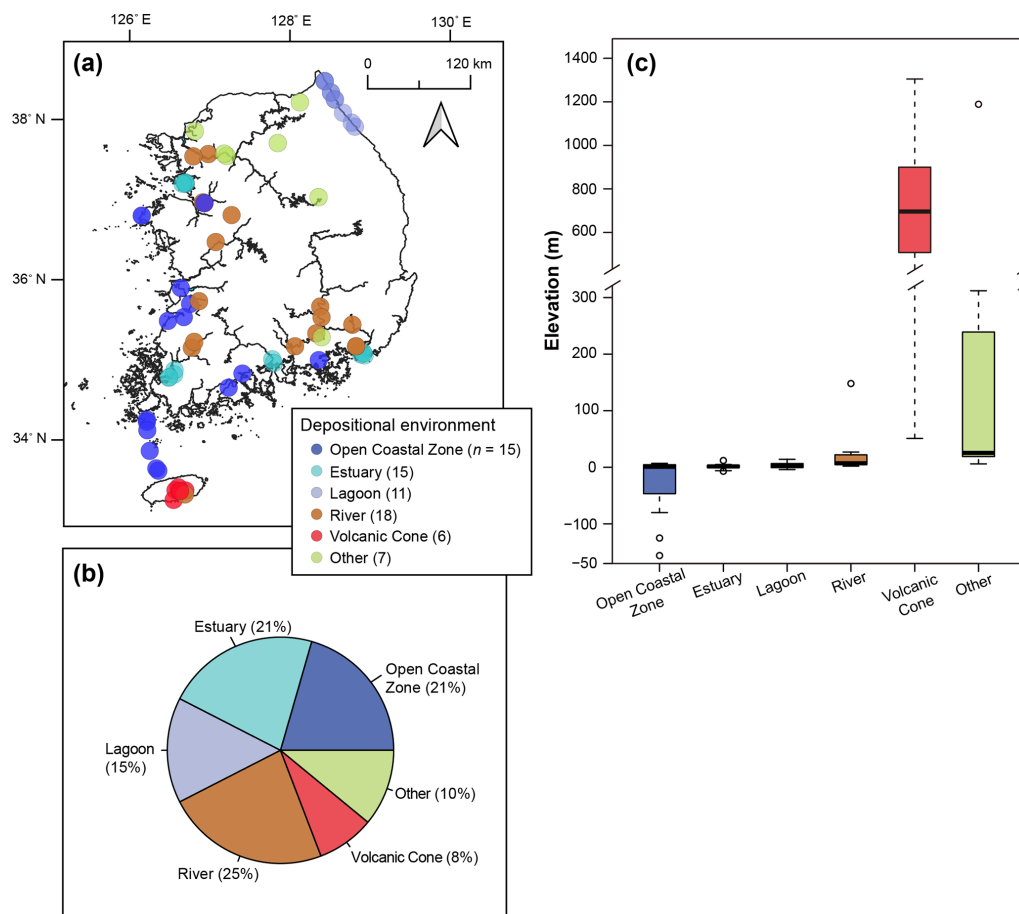 126° E
128° E
130° E
(a)
0
120 km
38° N
36° N
34° N
Depositional environment
Open Coastal Zone (n = 15)
Estuary (15)
Lagoon (11)
River (18)
Volcanic Cone (6)
Other (7)
(b)
Estuary (21%)
Open Coastal
Zone (21%)
Lagoon
(15%)
Other (10%)
Volcanic Cone (8%)
River (25%)
(c)
Elevation (m)
1400
1200
1000
800
600
300
200
100
0
−100
−50
Open Coastal
Zone
Estuary
Lagoon
River
Volcanic
Cone
Other